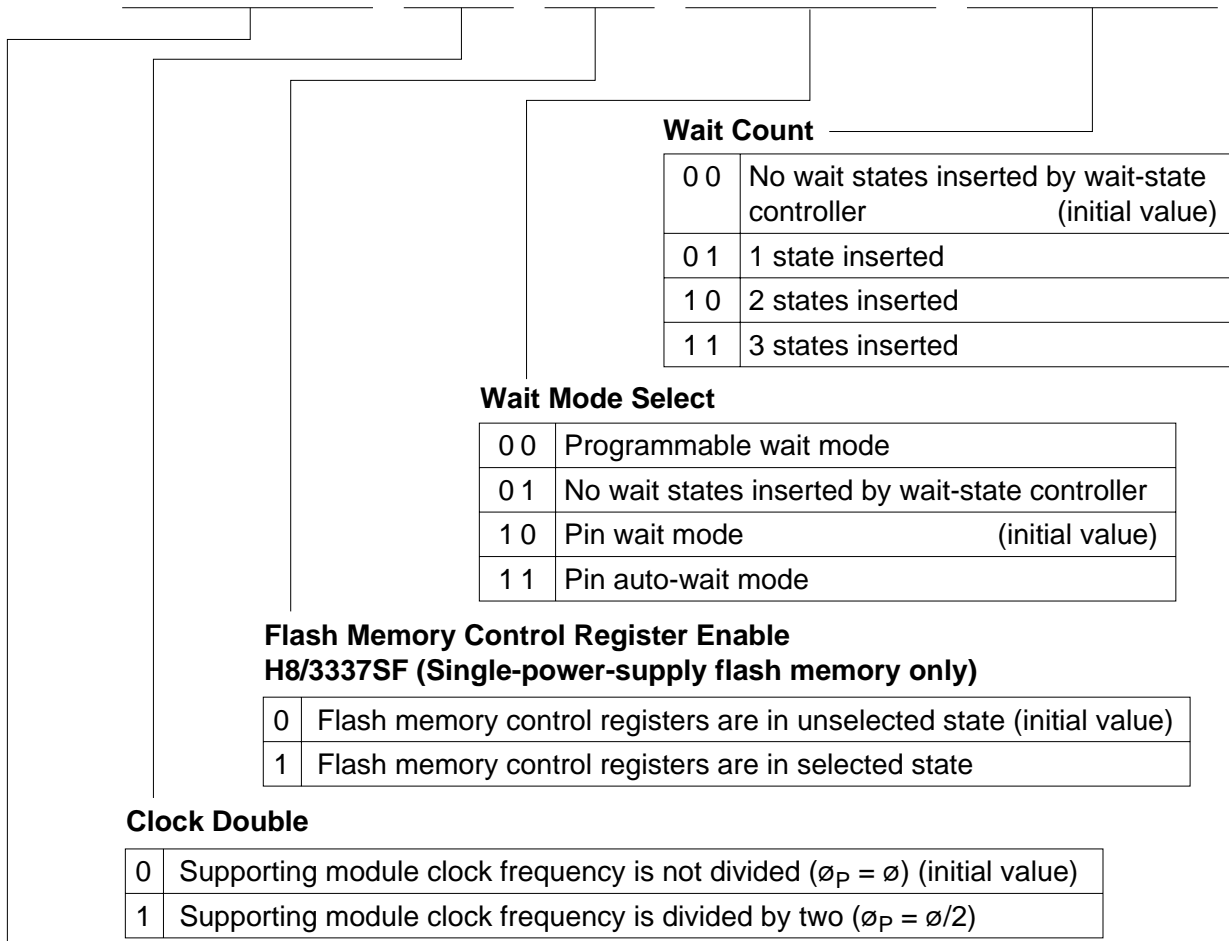 Wait Count
0 0 No wait states inserted by wait-state
controller (initial value)
0 1 1 state inserted
1 0 2 states inserted
1 1 3 states inserted
Wait Mode Select
0 0 Programmable wait mode
0 1 No wait states inserted by wait-state controller
1 0 Pin wait mode (initial value)
1 1 Pin auto-wait mode
Flash Memory Control Register Enable
H8/3337SF (Single-power-supply flash memory only)
0 Flash memory control registers are in unselected state (initial value)
1 Flash memory control registers are in selected state
Clock Double
0 Supporting module clock frequency is not divided (øP = ø) (initial value)
1 Supporting module clock frequency is divided by two (øP = ø/2)